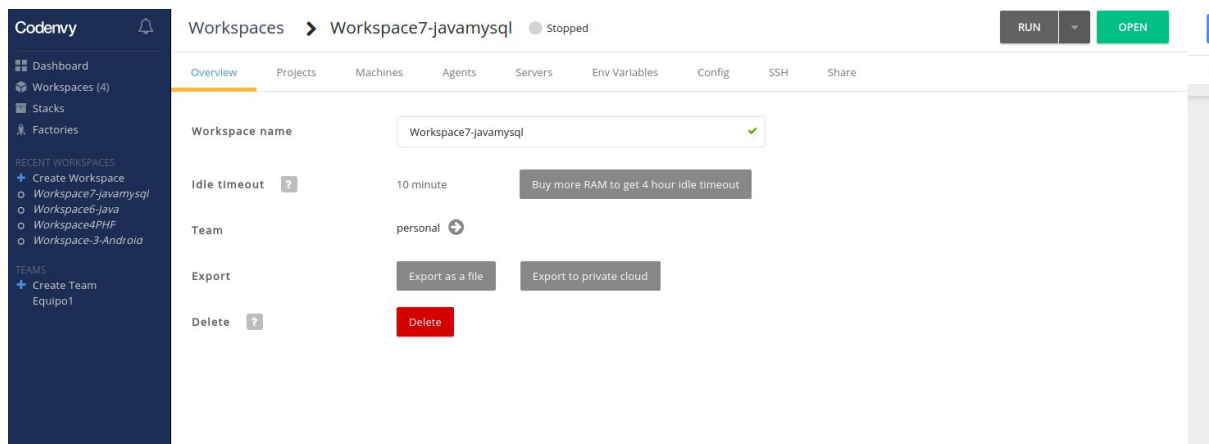 Codenvy
Dashboard
Workspaces (4)
Stacks
Factories
RECENT WORKSPACES
+ Create Workspace
o Workspace7-javamysql
o Workspace6-java
o Workspace4PHP
o Workspace-3-Android
TEAMS
+ Create Team
Equipo1
Workspaces > Workspace7-javamysql Stopped
RUN OPEN
Overview Projects Machines Agents Servers Env Variables Config SSH Share
Workspace name Workspace7-javamysql
Idle timeout ? 10 minute Buy more RAM to get 4 hour idle timeout
Team personal
Export Export as a file Export to private cloud
Delete ? Delete